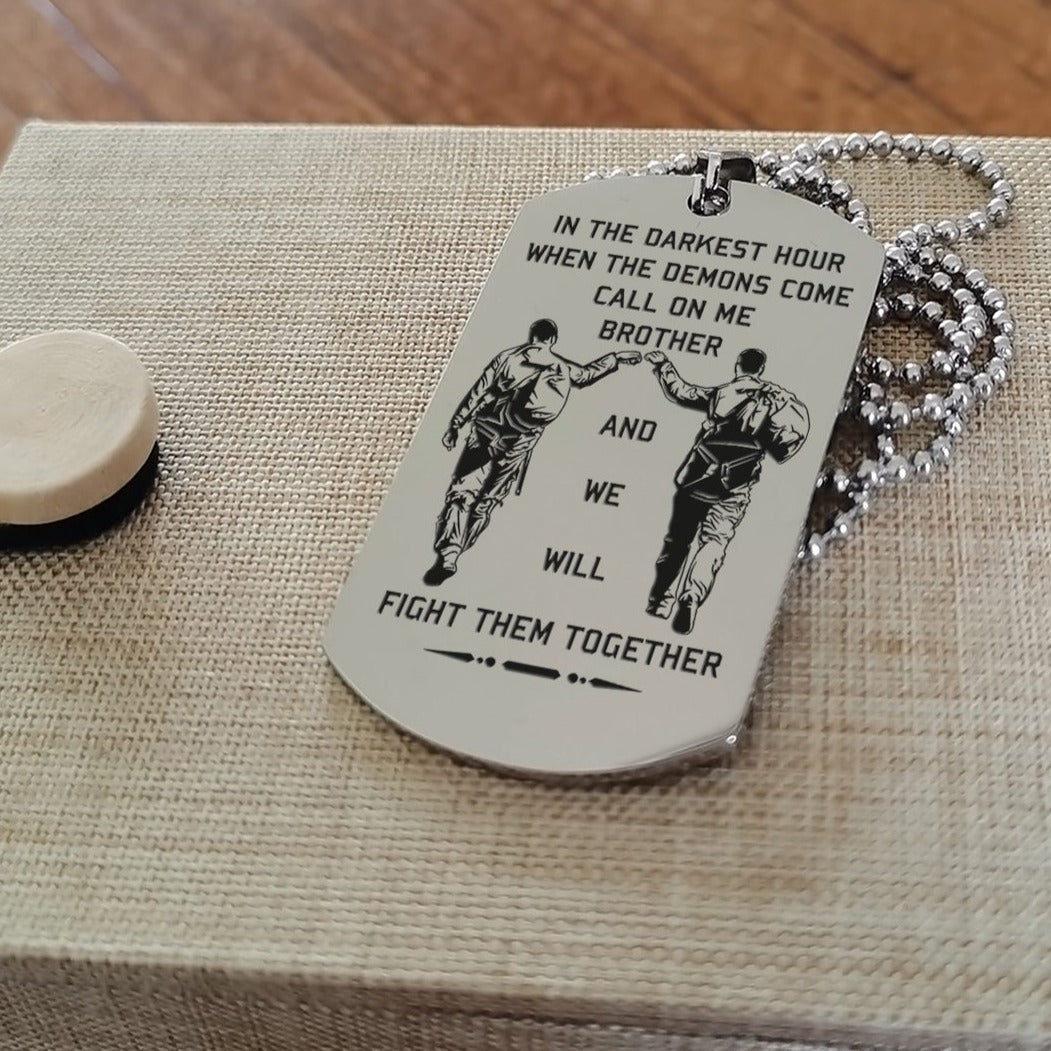 IN THE DARKEST HOUR
WHEN THE DEMONS COME
CALL ON ME
BROTHER
AND
WE
WILL
FIGHT THEM TOGETHER